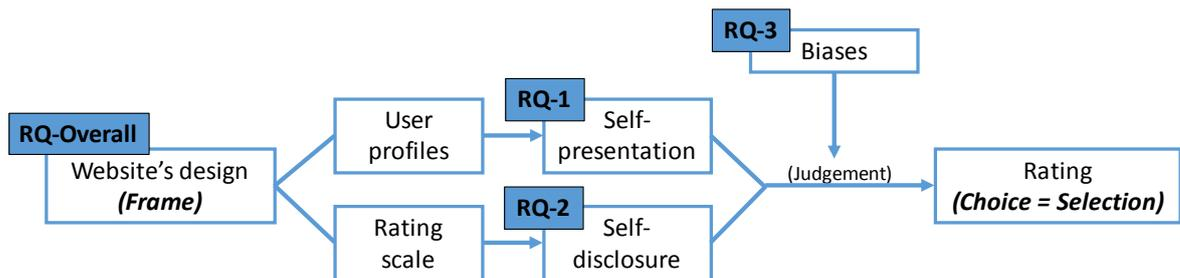 RQ-Overall
Website's design
(Frame)
User
profiles
Rating
scale
RQ-1
Self-
presentation
RQ-2
Self-
disclosure
RQ-3
Biases
(Judgement)
Rating
(Choice = Selection)